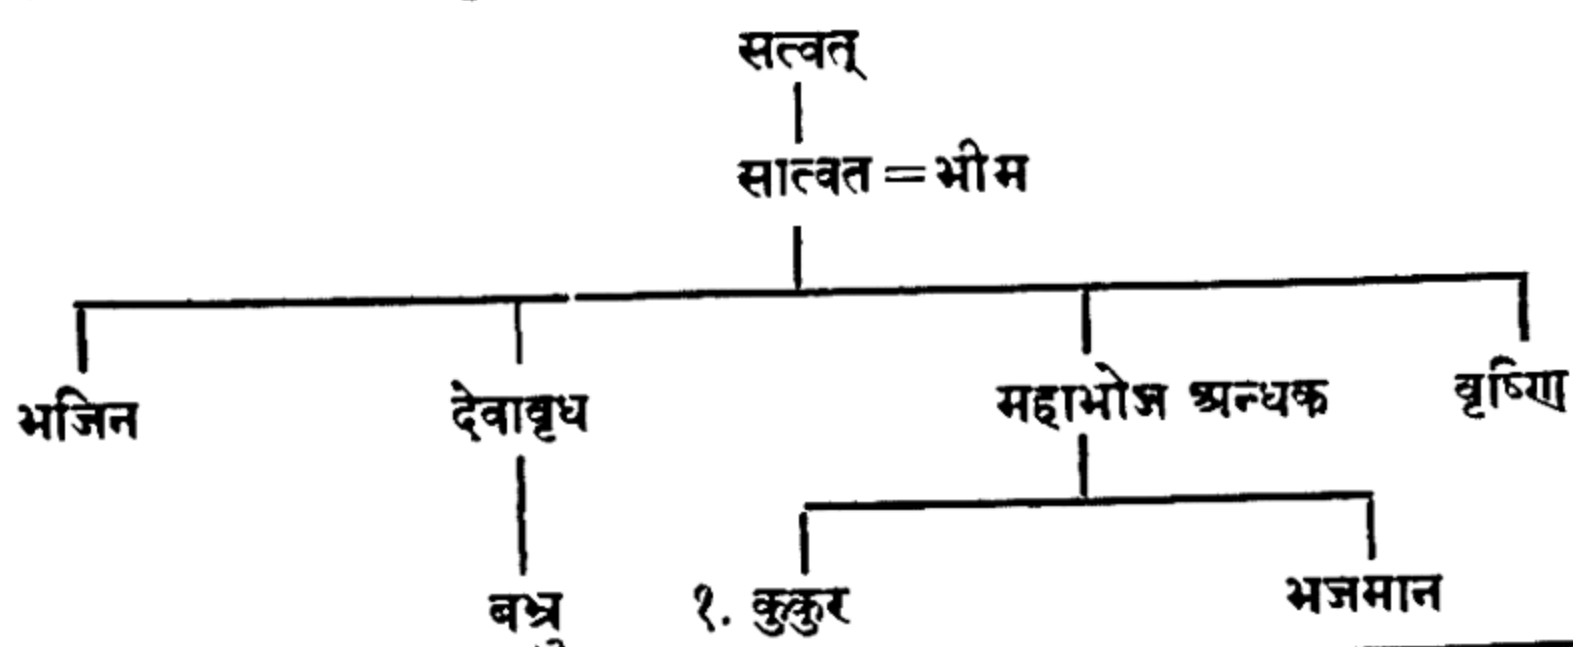 सत्वत्
सात्वत = भीम
भजिन देवावृध महाभोज अन्धक वृष्णि
बभ्र १. कुकुर भजमान